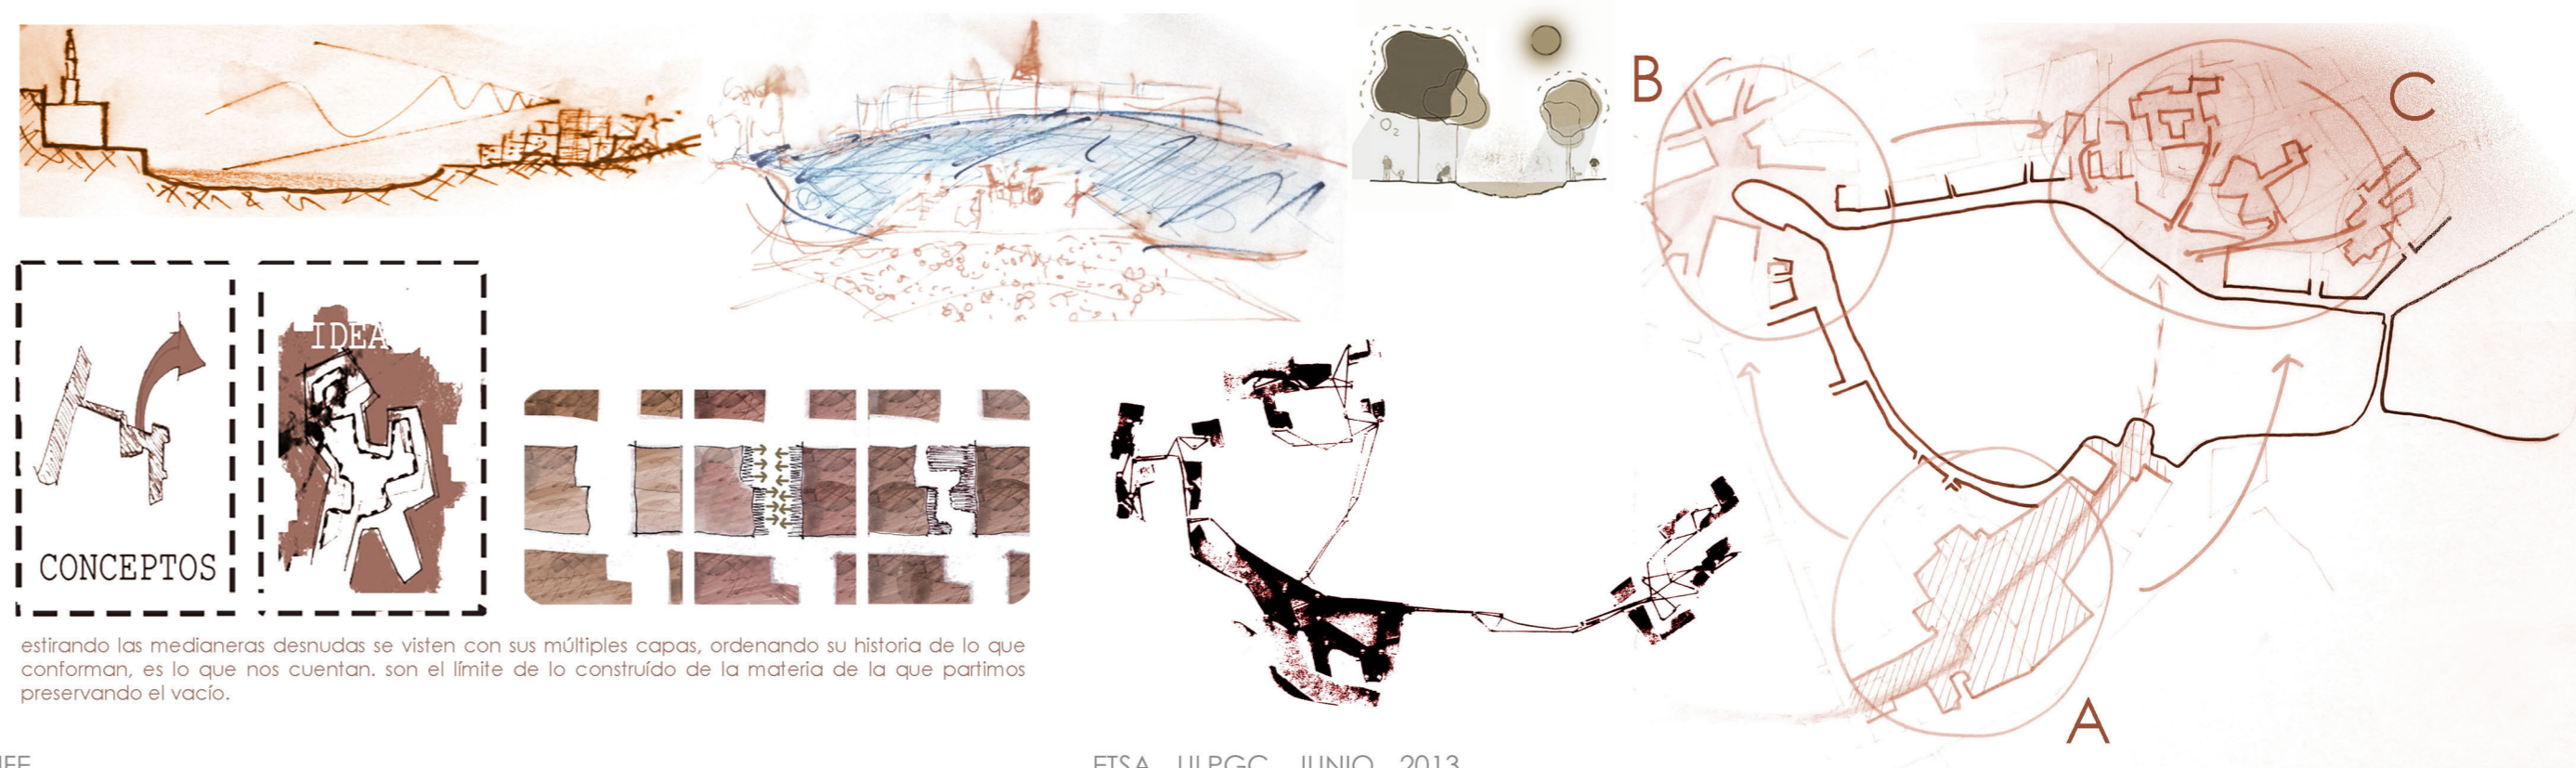 B
C
O2
IDEA
CONCEPTOS
estirando las medianeras desnudas se visten con sus múltiples capas, ordenando su historia de lo que
conforman, es lo que nos cuentan. son el límite de lo construído de la materia de la que partimos
preservando el vacío.
A
ETSA ULPGC JUNIO 2013